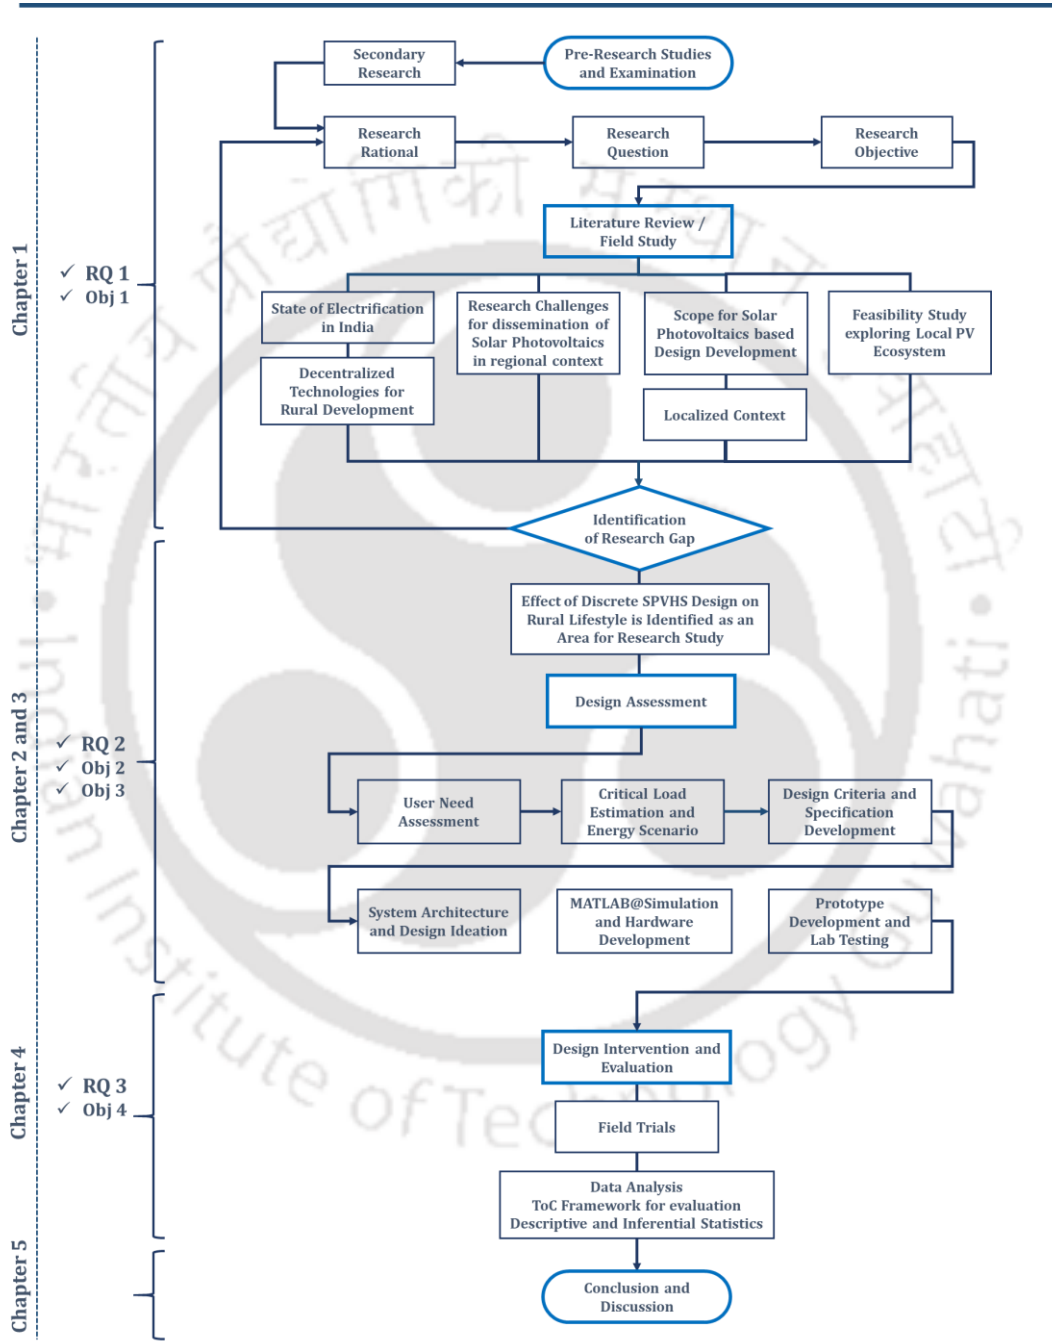 Secondary
Research
Pre-Research Studies
and Examination
Research
Rational
Research
Question
Research
Objective
Literature Review /
Field Study
Chapter 1
✓ RQ 1
✓ Obj 1
State of Electrification
in India
Research Challenges
for dissemination of
Solar Photovoltaics
in regional context
Scope for Solar
Photovoltaics based
Design Development
Feasibility Study
exploring Local PV
Ecosystem
Decentralized
Technologies for
Rural Development
Localized Context
Identification
of Research Gap
Effect of Discrete SPVHS Design on
Rural Lifestyle is Identified as an
Area for Research Study
Design Assessment
Chapter 2 and 3
✓ RQ 2
✓ Obj 2
✓ Obj 3
User Need
Assessment
Critical Load
Estimation and
Energy Scenario
Design Criteria and
Specification
Development
System Architecture
and Design Ideation
MATLAB@Simulation
and Hardware
Development
Prototype
Development and
Lab Testing
Chapter 4
✓ RQ 3
✓ Obj 4
Design Intervention and
Evaluation
Field Trials
Data Analysis
ToC Framework for evaluation
Descriptive and Inferential Statistics
Chapter 5
Conclusion and
Discussion
भारतीय प्रौद्योगिकी संस्थान गुवाहाटी
Indian Institute of Technology Guwahati